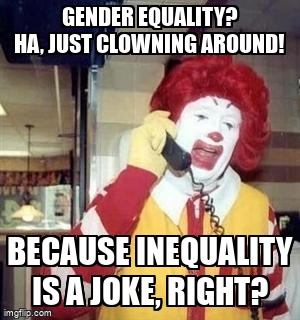 GENDER EQUALITY?
HA, JUST CLOWNING AROUND!
BECAUSE INEQUALITY
IS A JOKE, RIGHT?
imgflip.com